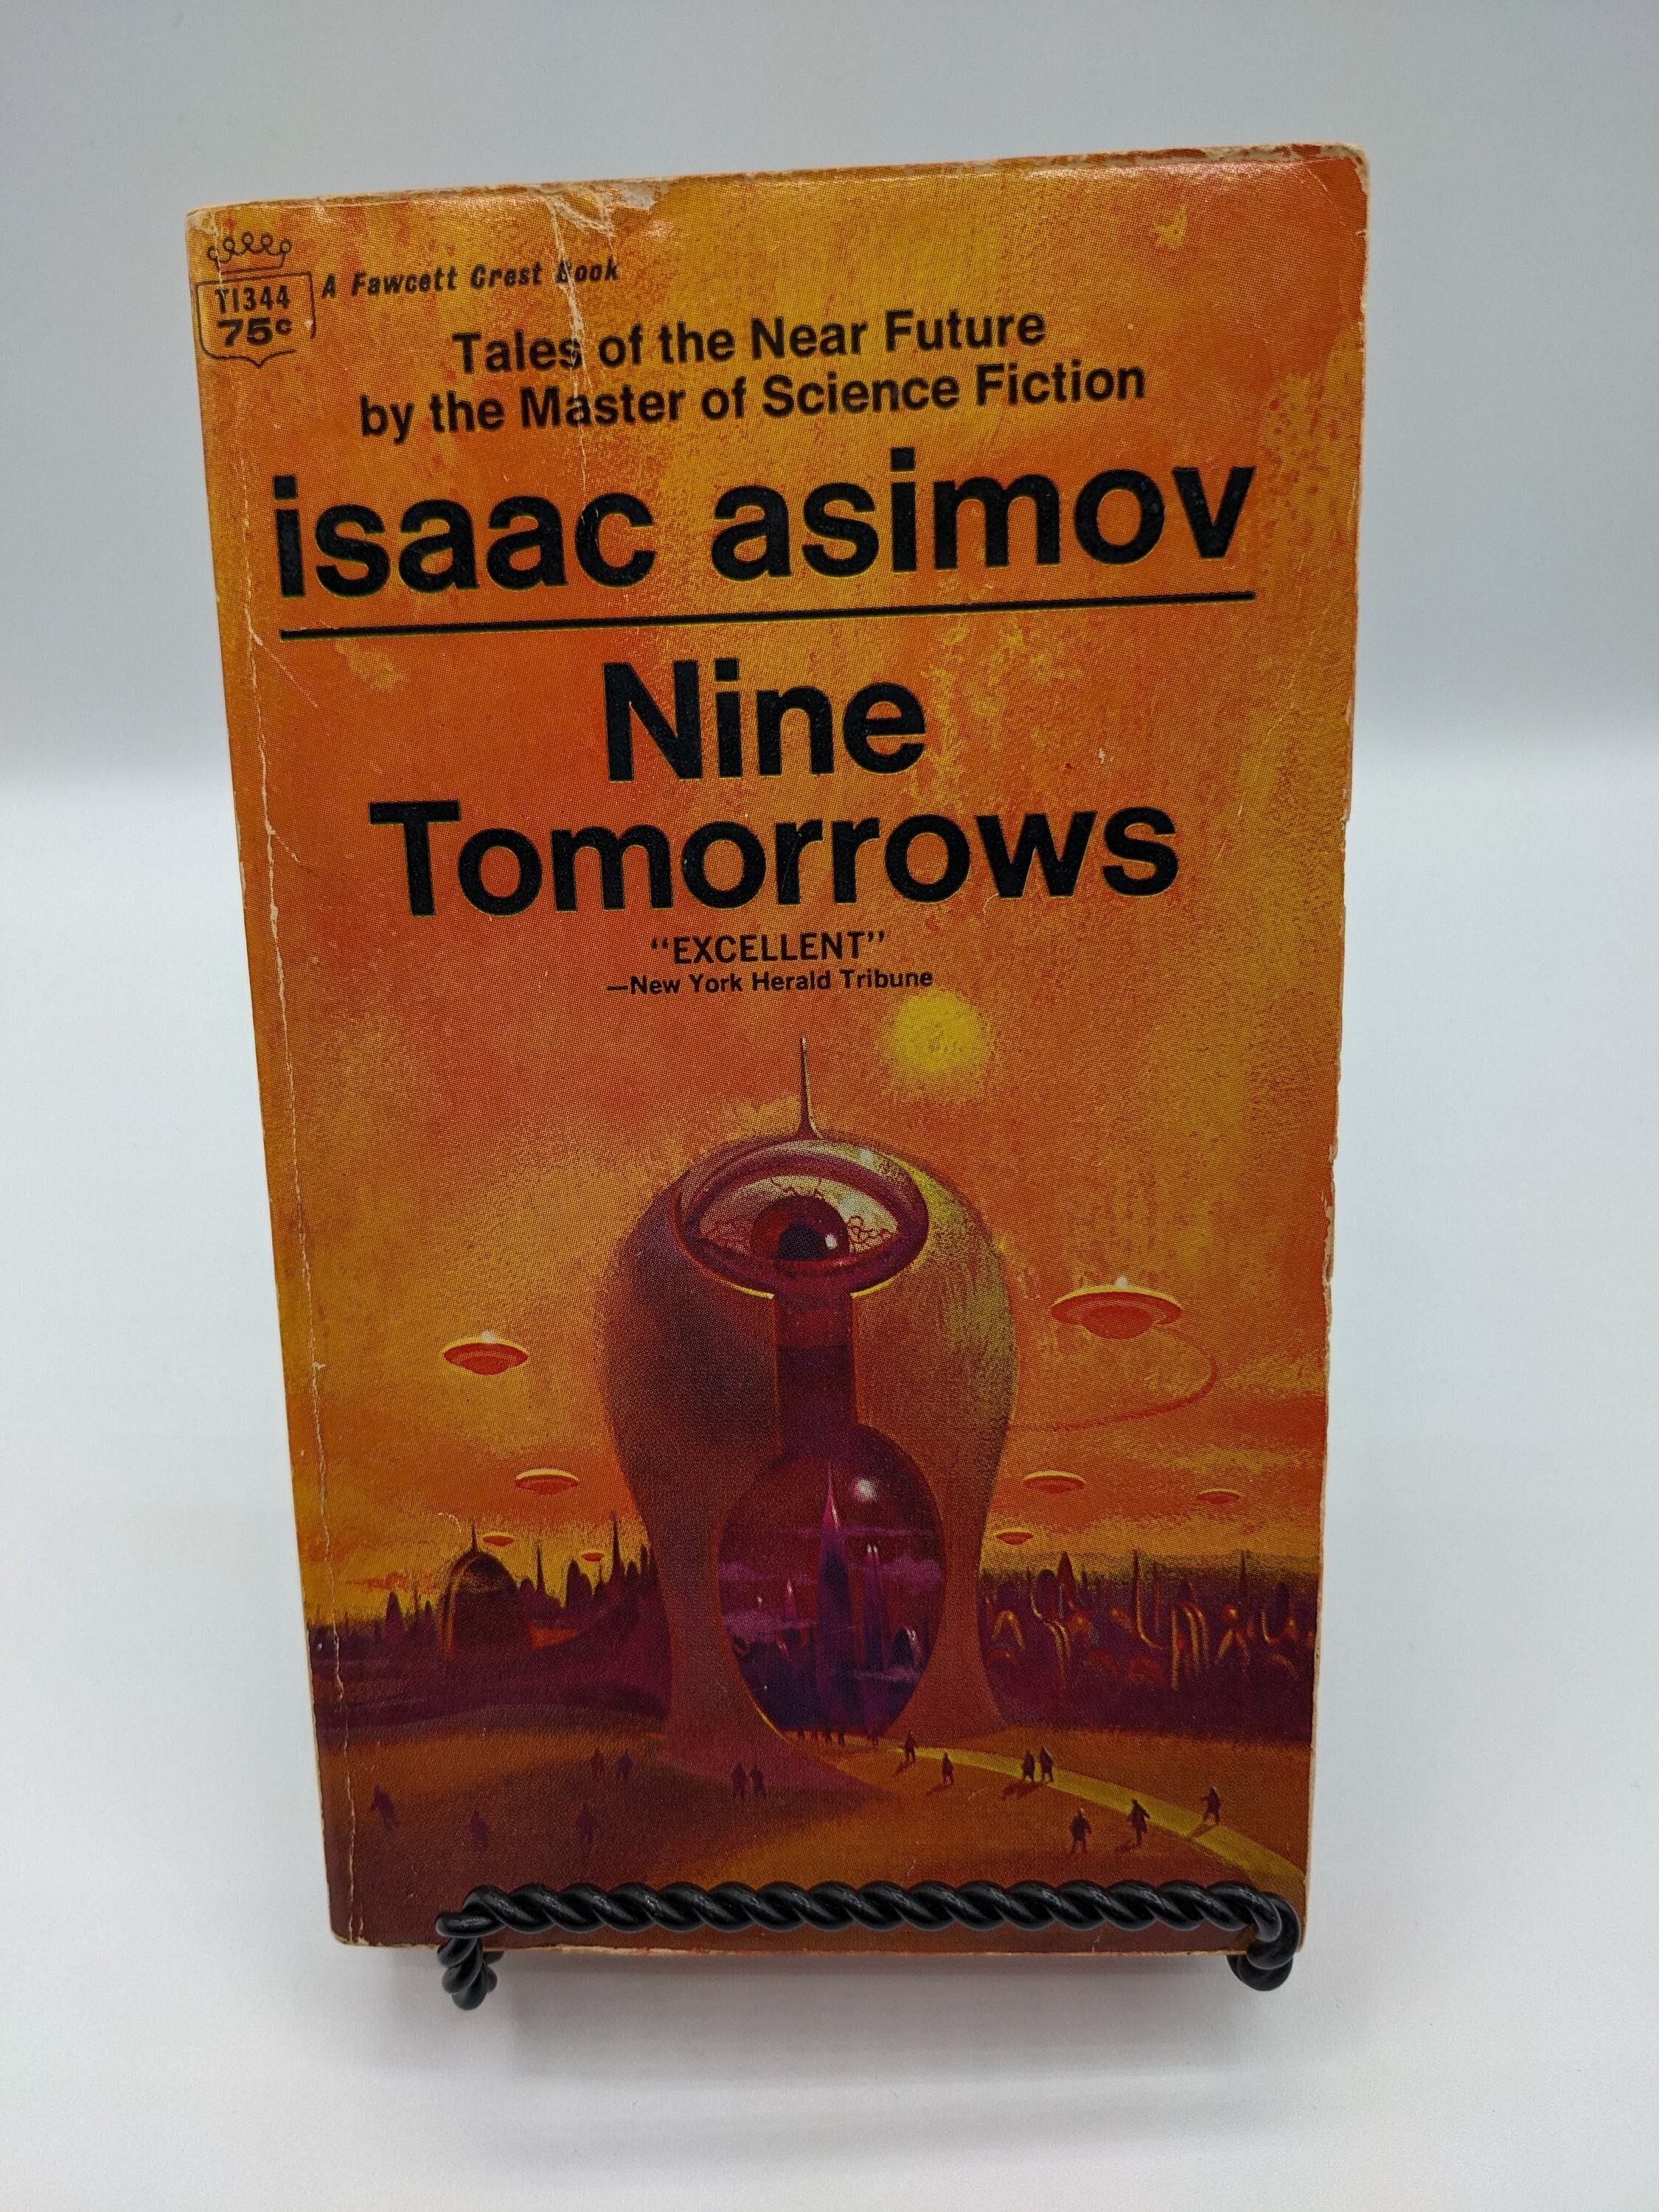 A Fawcett Crest Book
T1344
75c
Tales of the Near Future
by the Master of Science Fiction
isaac asimov
Nine
Tomorrows
“EXCELLENT”
—New York Herald Tribune